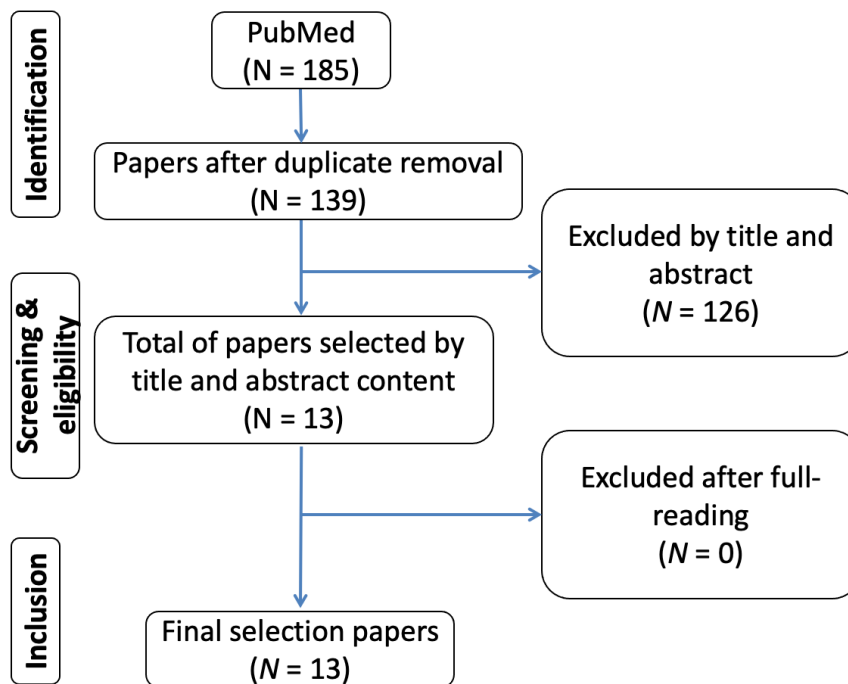 Identification
PubMed
(N = 185)
Papers after duplicate removal
(N = 139)
Excluded by title and
abstract
(N = 126)
Screening &
eligibility
Total of papers selected by
title and abstract content
(N = 13)
Excluded after full-
reading
(N = 0)
Inclusion
Final selection papers
(N = 13)